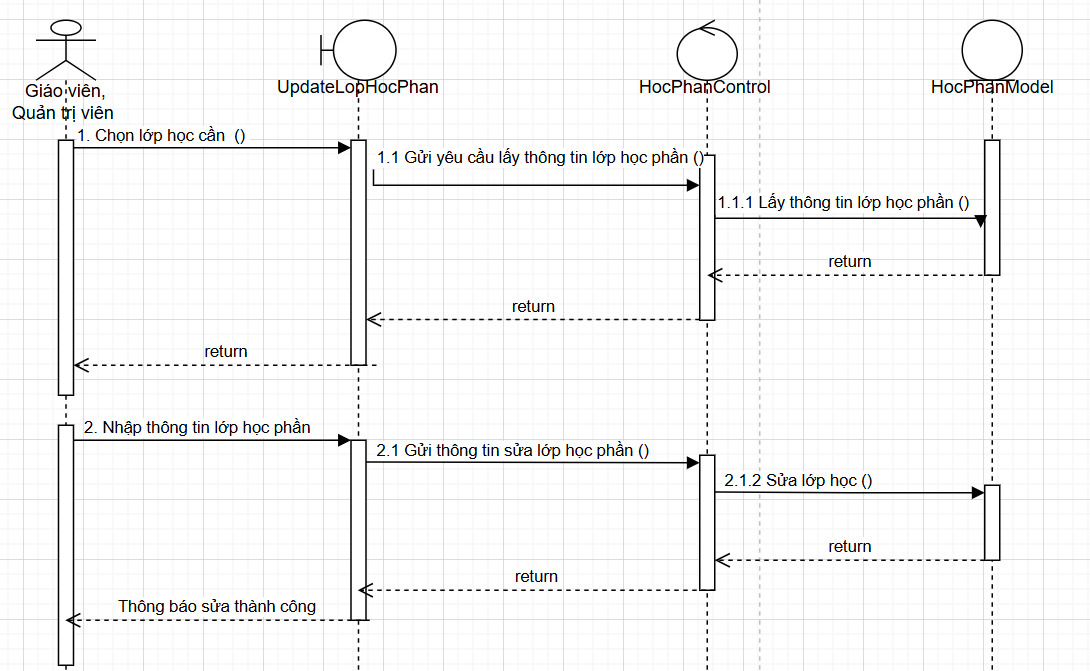 Giáo viên,
Quản trị viên
UpdateLopHocPhan
HocPhanControl
HocPhanModel
1. Chọn lớp học cần ()
1.1 Gửi yêu cầu lấy thông tin lớp học phần ()
1.1.1 Lấy thông tin lớp học phần ()
return
return
return
2. Nhập thông tin lớp học phần
2.1 Gửi thông tin sửa lớp học phần ()
2.1.2 Sửa lớp học ()
return
return
Thông báo sửa thành công